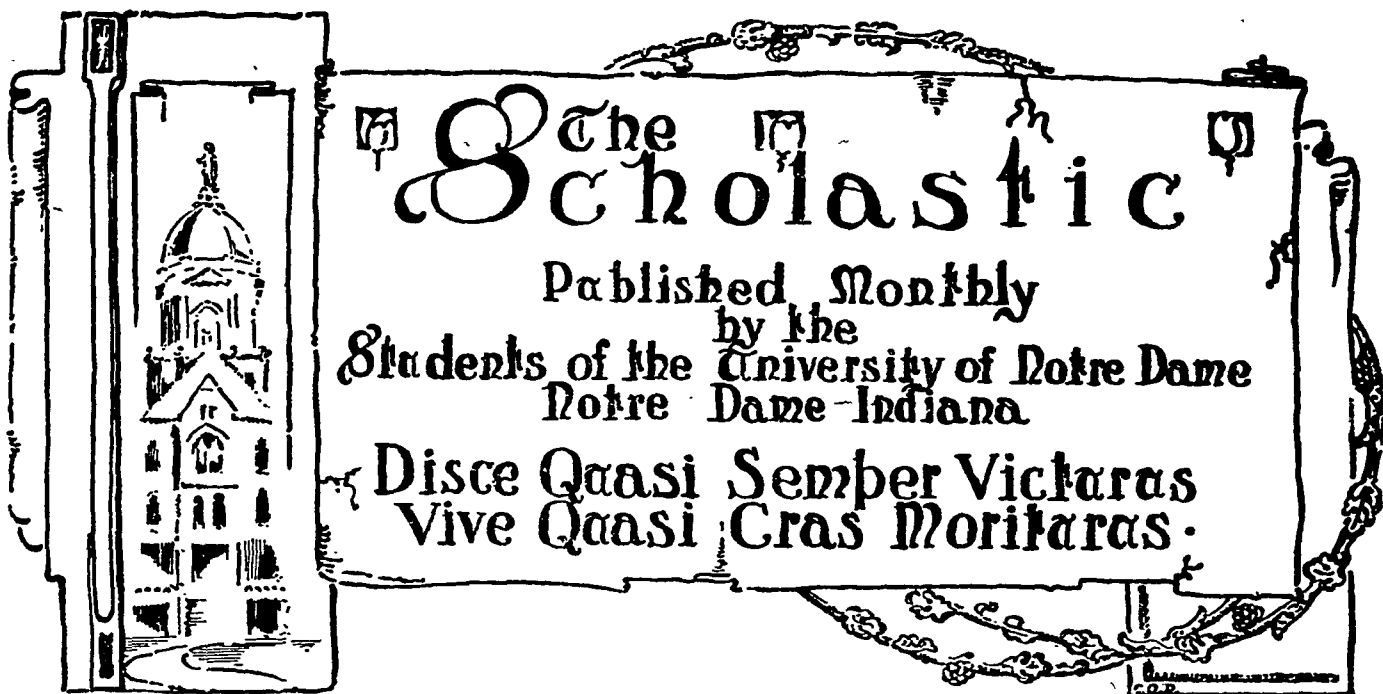 The
Scholastic
Published Monthly
by the
Students of the University of Notre Dame
Notre Dame - Indiana
Disce Quasi Semper Victurus
Vive Quasi Cras Moriturus.